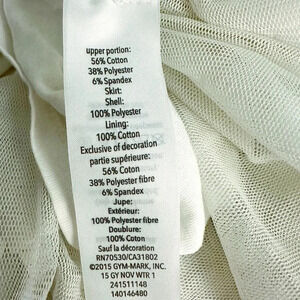 upper portion:
56% Cotton
38% Polyester
6% Spandex
Skirt:
Shell:
100% Polyester
Lining:
100% Cotton
Exclusive of decoration
partie supérieure:
56% Coton
38% Polyester fibre
6% Spandex
Jupe:
Extérieur:
100% Polyester fibre
Doublure:
100% Coton
Sauf la décoration
RN70530/CA31802
©2015 GYM-MARK, INC.
15 GY NOV WTR 1
241511148
140146480